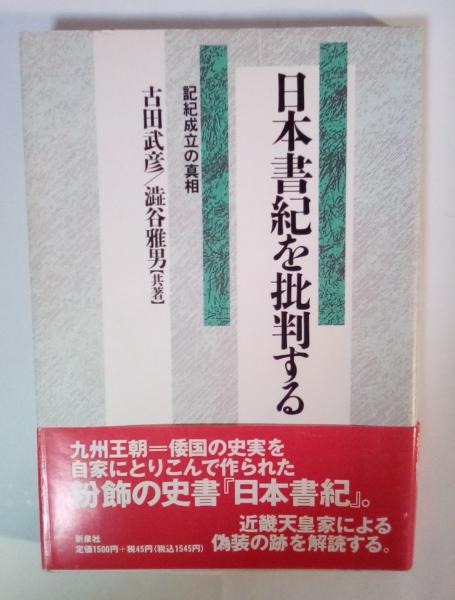 日本書紀を批判する
記紀成立の真相
古田武彦／澁谷雅男【共著】
九州王朝＝倭国の史実を
自家にとりこんで作られた
粉飾の史書『日本書紀』。
近畿天皇家による
偽装の跡を解読する。
新泉社
定価1500円+税45円(税込1545円)